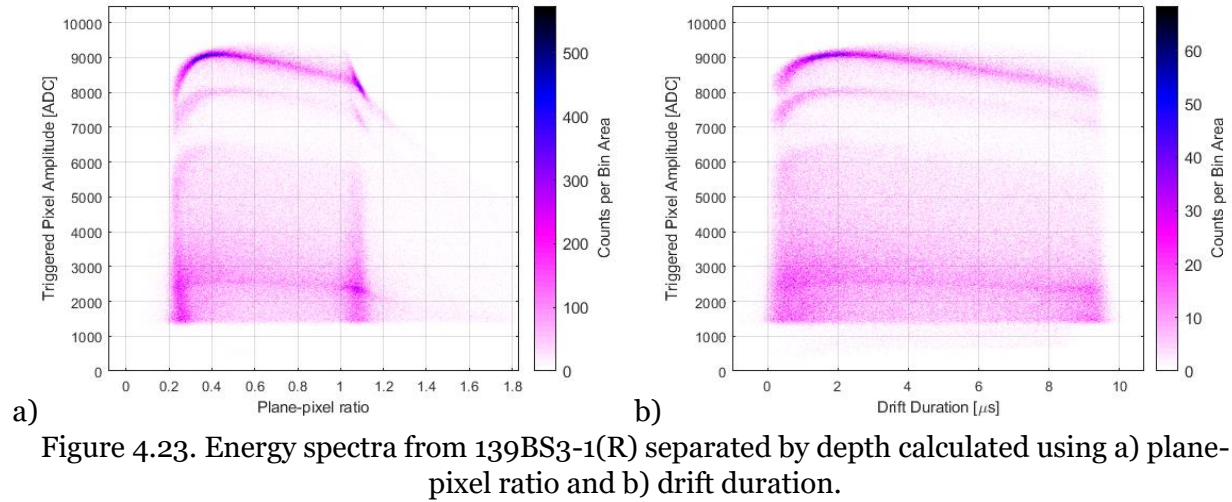 10000
9000
8000
7000
6000
5000
4000
3000
2000
1000
0
Triggered Pixel Amplitude [ADC]
0 0.2 0.4 0.6 0.8 1 1.2 1.4 1.6 1.8
Plane-pixel ratio
500
400
300
200
100
0
Counts per Bin Area
a)
10000
9000
8000
7000
6000
5000
4000
3000
2000
1000
0
Triggered Pixel Amplitude [ADC]
0 2 4 6 8 10
Drift Duration [μs]
60
50
40
30
20
10
0
Counts per Bin Area
b)
Figure 4.23. Energy spectra from 139BS3-1(R) separated by depth calculated using a) plane-
pixel ratio and b) drift duration.